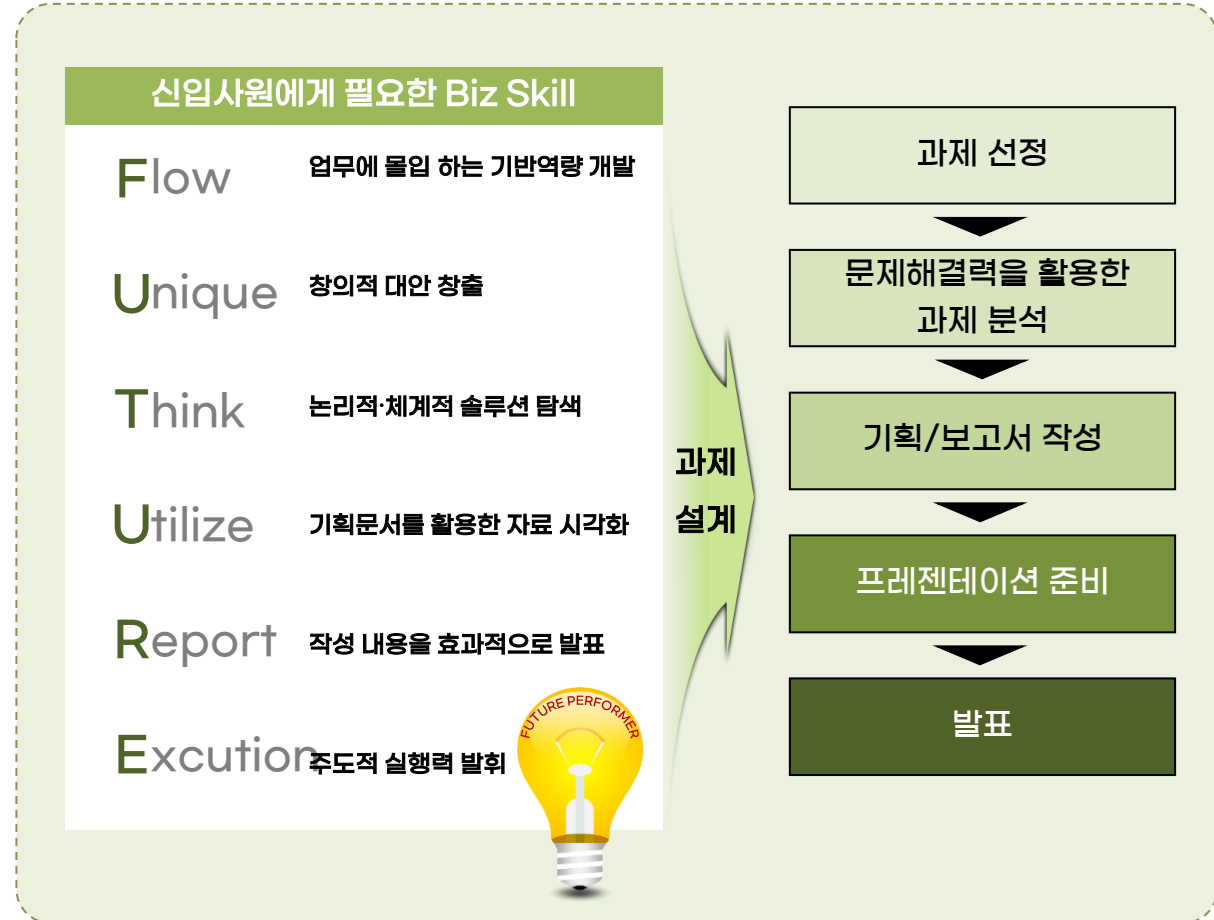 신입사원에게 필요한 Biz Skill
Flow 업무에 몰입 하는 기반역량 개발
Unique 창의적 대안 창출
Think 논리적·체계적 솔루션 탐색
Utilize 기획문서를 활용한 자료 시각화
Report 작성 내용을 효과적으로 발표
Excution 주도적 실행력 발휘
FUTURE PERFORMER
과제
설계
과제 선정
문제해결력을 활용한
과제 분석
기획/보고서 작성
프레젠테이션 준비
발표